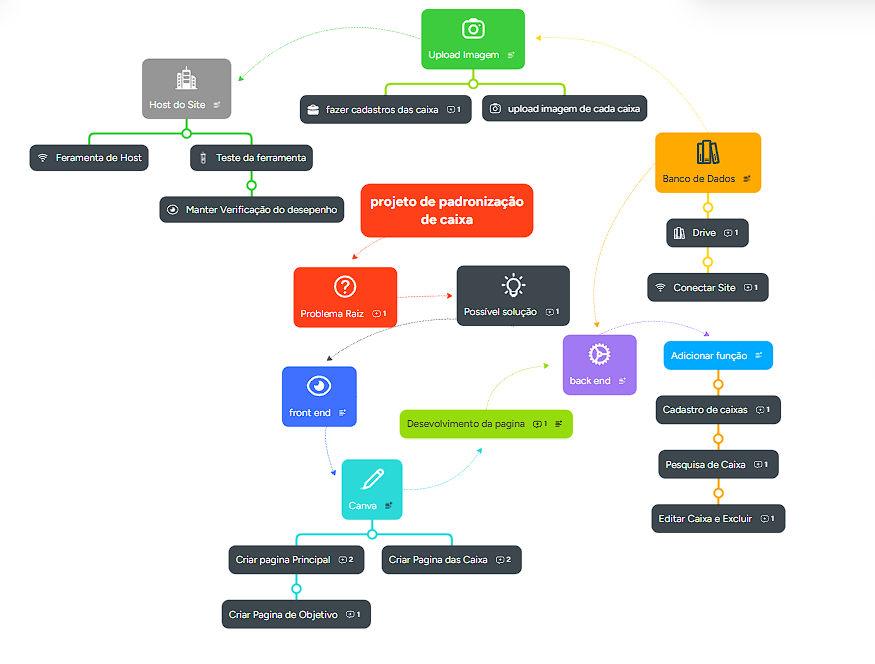 Upload Imagem
Host do Site
fazer cadastros das caixa 1
upload imagem de cada caixa
Feramenta de Host
Teste da ferramenta
Banco de Dados
Manter Verificação do desepenho
projeto de padronização
de caixa
Drive 1
Conectar Site 1
Problema Raiz 1
Possível solução 1
front end
back end
Adicionar função
Desevolvimento da pagina 1
Cadastro de caixas 1
Pesquisa de Caixa 1
Canva
Editar Caixa e Excluir 1
Criar pagina Principal 2
Criar Pagina das Caixa 2
Criar Pagina de Objetivo 1